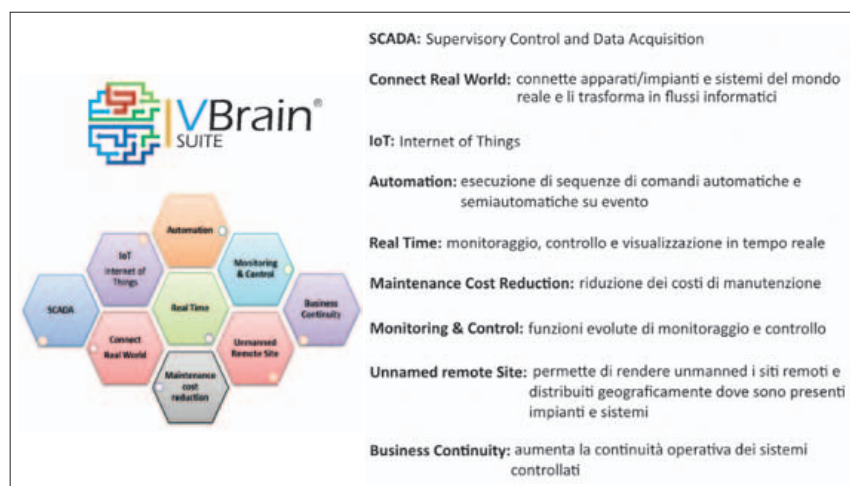 VBrain®
SUITE
Automation
IoT
Internet of
Things
Monitoring
& Control
SCADA
Real Time
Business
Continuity
Connect
Real World
Unmanned
Remote Site
Maintenance
cost
reduction
SCADA: Supervisory Control and Data Acquisition
Connect Real World: connette apparati/impianti e sistemi del mondo
reale e li trasforma in flussi informatici
IoT: Internet of Things
Automation: esecuzione di sequenze di comandi automatiche e
semiautomatiche su evento
Real Time: monitoraggio, controllo e visualizzazione in tempo reale
Maintenance Cost Reduction: riduzione dei costi di manutenzione
Monitoring & Control: funzioni evolute di monitoraggio e controllo
Unnamed remote Site: permette di rendere unmanned i siti remoti e
distribuiti geograficamente dove sono presenti
impianti e sistemi
Business Continuity: aumenta la continuità operativa dei sistemi
controllati